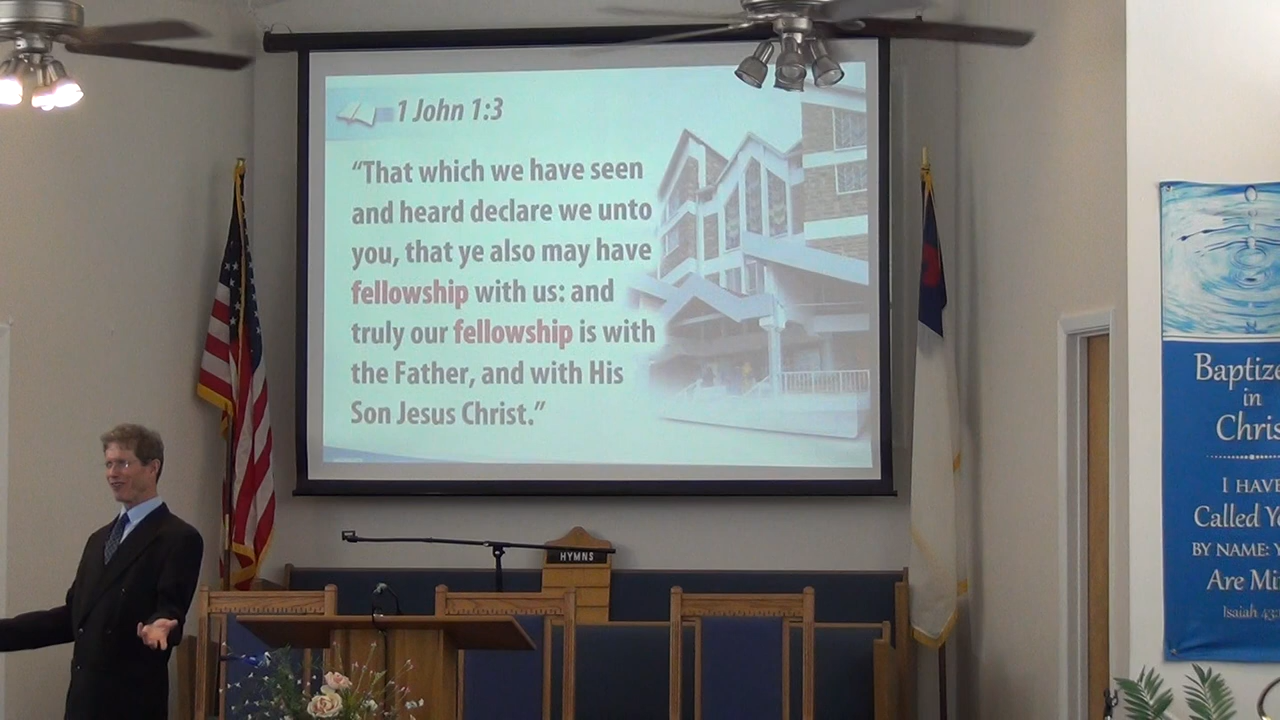 1 John 1:3
“That which we have seen
and heard declare we unto
you, that ye also may have
fellowship with us: and
truly our fellowship is with
the Father, and with His
Son Jesus Christ.”
HYMNS
Baptize
in
Chris
I HAVE
Called Y
BY NAME: Y
Are Mi
Isaiah 43: